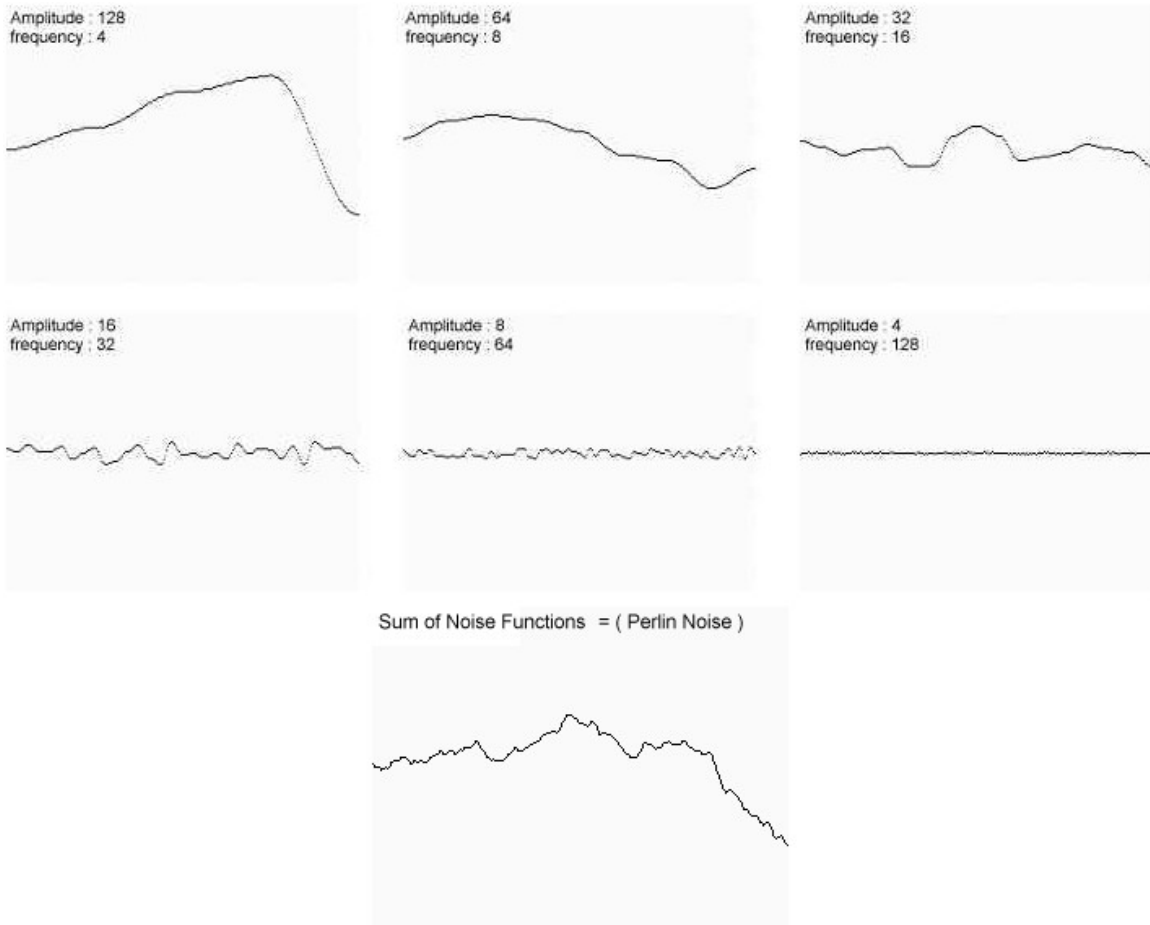 Amplitude : 128
frequency : 4
Amplitude : 64
frequency : 8
Amplitude : 32
frequency : 16
Amplitude : 16
frequency : 32
Amplitude : 8
frequency : 64
Amplitude : 4
frequency : 128
Sum of Noise Functions = ( Perlin Noise )